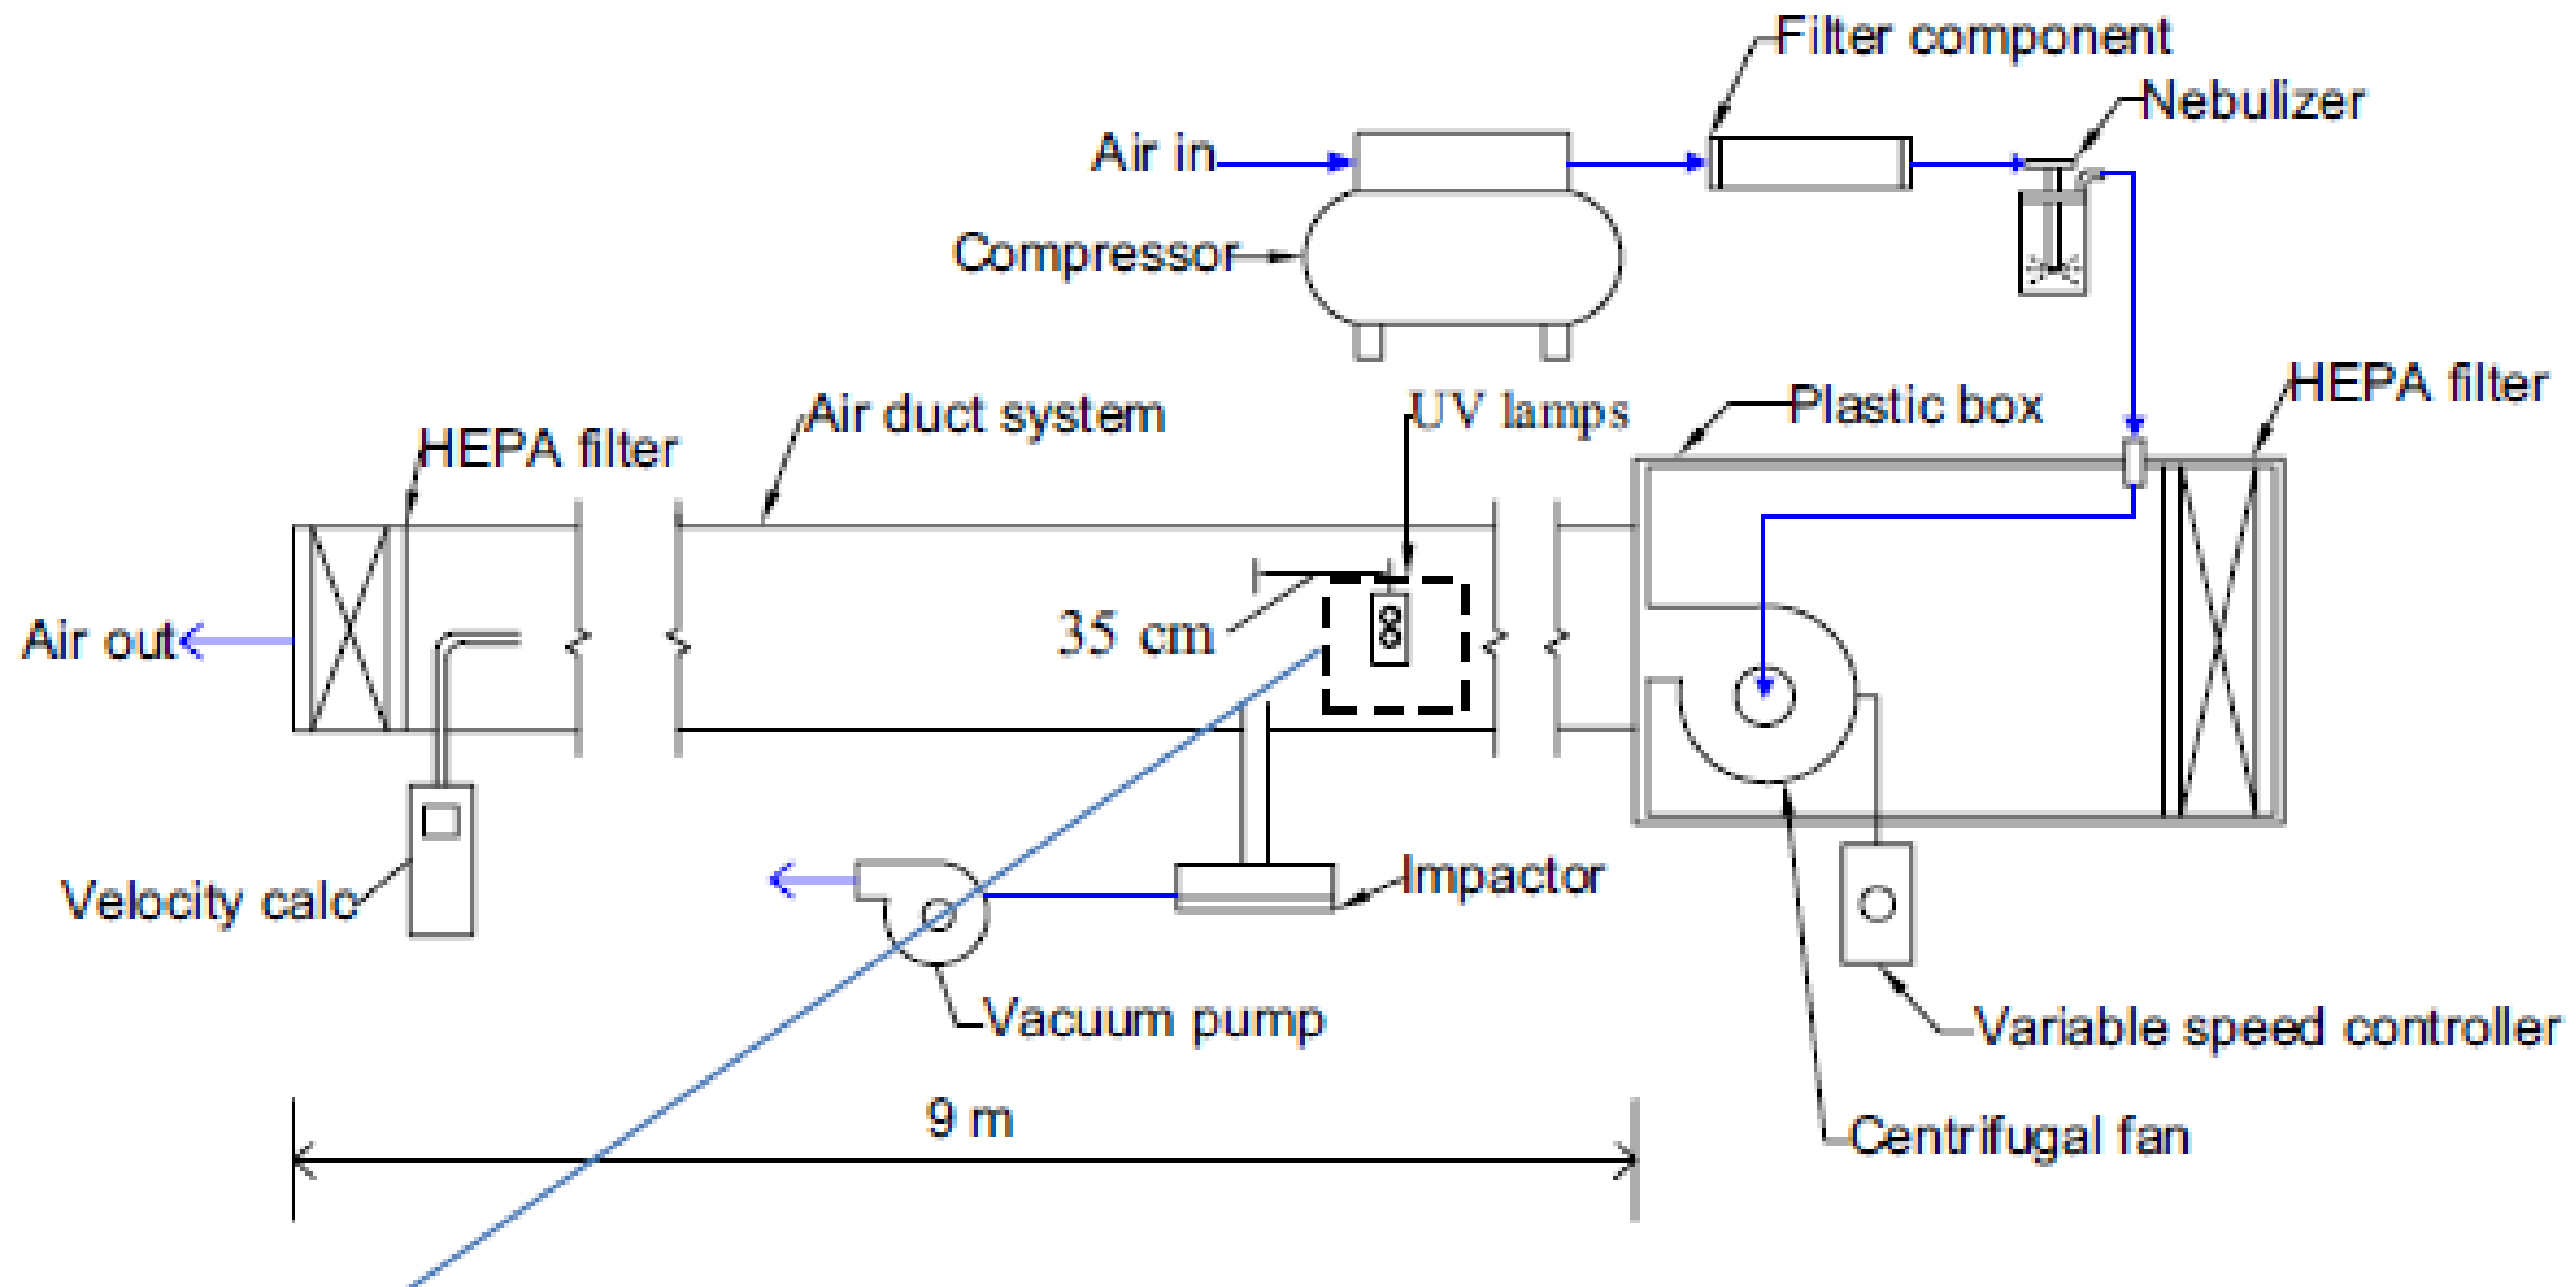 Filter component
Nebulizer
Air in
Compressor
HEPA filter
Air duct system
UV lamps
Plastic box
HEPA filter
35 cm
Air out
Velocity calc
Impactor
Vacuum pump
Variable speed controller
9 m
Centrifugal fan